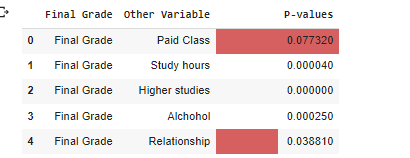 Final Grade Other Variable P-values
0 Final Grade Paid Class 0.077320
1 Final Grade Study hours 0.000040
2 Final Grade Higher studies 0.000000
3 Final Grade Alchohol 0.000250
4 Final Grade Relationship 0.038810